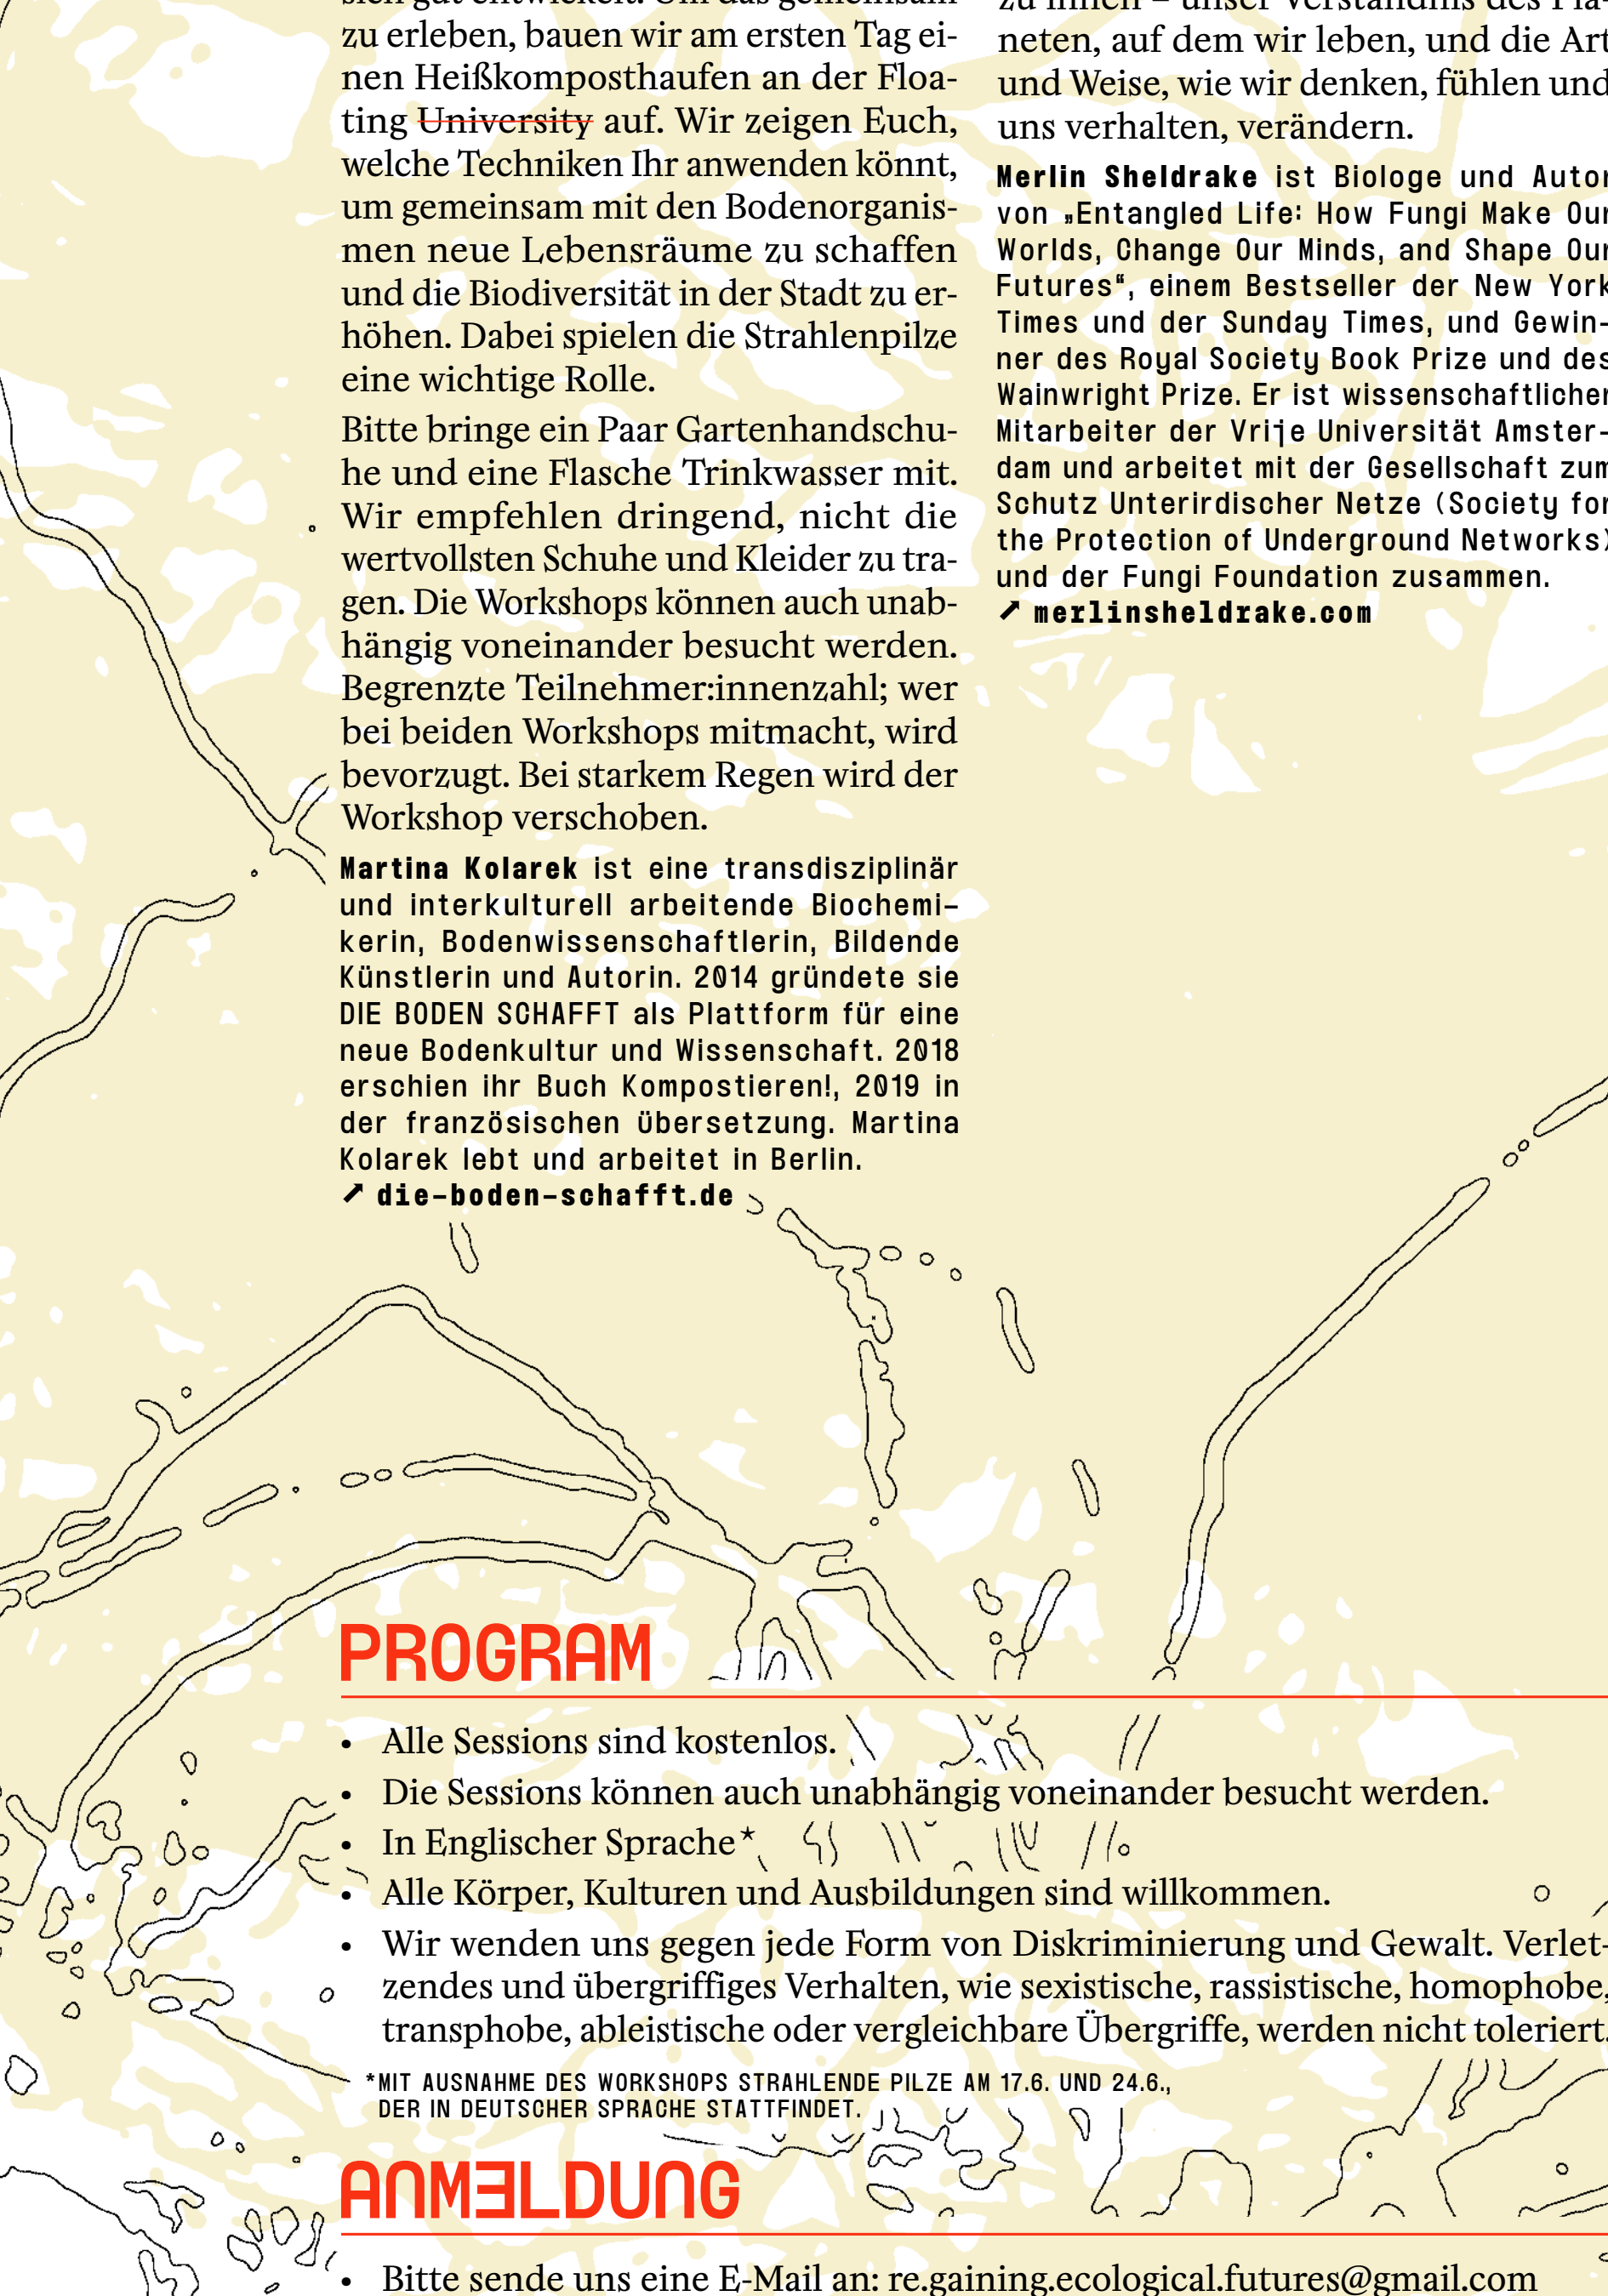 sich gut entwickelt. Um das gemeinsam
zu erleben, bauen wir am ersten Tag ei-
nen Heißkomposthaufen an der Floa-
ting University auf. Wir zeigen Euch,
welche Techniken Ihr anwenden könnt,
um gemeinsam mit den Bodenorganis-
men neue Lebensräume zu schaffen
und die Biodiversität in der Stadt zu er-
höhen. Dabei spielen die Strahlenpilze
eine wichtige Rolle.
Bitte bringe ein Paar Gartenhandschu-
he und eine Flasche Trinkwasser mit.
Wir empfehlen dringend, nicht die
wertvollsten Schuhe und Kleider zu tra-
gen. Die Workshops können auch unab-
hängig voneinander besucht werden.
Begrenzte Teilnehmer:innenzahl; wer
bei beiden Workshops mitmacht, wird
bevorzugt. Bei starkem Regen wird der
Workshop verschoben.
Martina Kolarek ist eine transdisziplinär
und interkulturell arbeitende Biochemi-
kerin, Bodenwissenschaftlerin, Bildende
Künstlerin und Autorin. 2014 gründete sie
DIE BODEN SCHAFFT als Plattform für eine
neue Bodenkultur und Wissenschaft. 2018
erschien ihr Buch Kompostieren!, 2019 in
der französischen Übersetzung. Martina
Kolarek lebt und arbeitet in Berlin.
↗ die-boden-schafft.de
zu ihnen – unser Verständnis des Pla-
neten, auf dem wir leben, und die Art
und Weise, wie wir denken, fühlen und
uns verhalten, verändern.
Merlin Sheldrake ist Biologe und Autor
von „Entangled Life: How Fungi Make Our
Worlds, Change Our Minds, and Shape Our
Futures“, einem Bestseller der New York
Times und der Sunday Times, und Gewin-
ner des Royal Society Book Prize und des
Wainwright Prize. Er ist wissenschaftlicher
Mitarbeiter der Vrije Universität Amster-
dam und arbeitet mit der Gesellschaft zum
Schutz Unterirdischer Netze (Society for
the Protection of Underground Networks)
und der Fungi Foundation zusammen.
↗ merlinsheldrake.com
PROGRAM
• Alle Sessions sind kostenlos.
• Die Sessions können auch unabhängig voneinander besucht werden.
• In Englischer Sprache*
• Alle Körper, Kulturen und Ausbildungen sind willkommen.
• Wir wenden uns gegen jede Form von Diskriminierung und Gewalt. Verlet-
zendes und übergriffiges Verhalten, wie sexistische, rassistische, homophobe,
transphobe, ableistische oder vergleichbare Übergriffe, werden nicht toleriert.
*MIT AUSNAHME DES WORKSHOPS STRAHLENDE PILZE AM 17.6. UND 24.6.,
DER IN DEUTSCHER SPRACHE STATTFINDET.
ANMELDUNG
• Bitte sende uns eine E-Mail an: re.gaining.ecological.futures@gmail.com